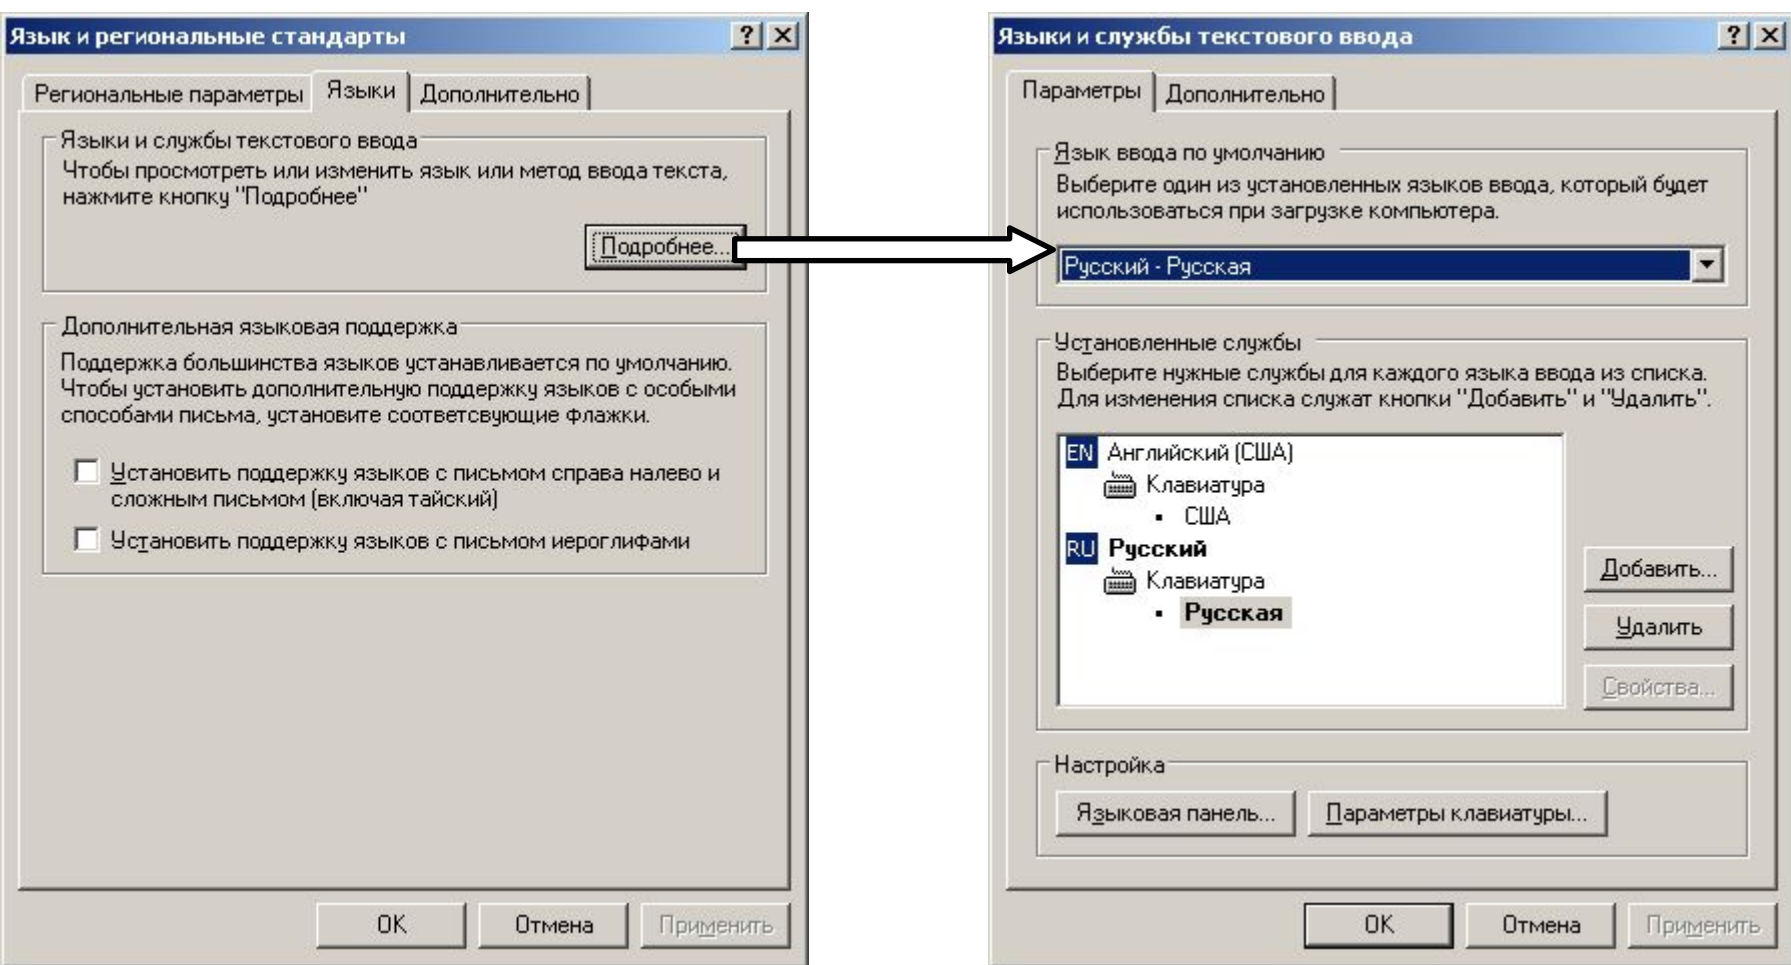 Язык и региональные стандарты
Региональные параметры
Языки
Дополнительно
Языки и службы текстового ввода
Чтобы просмотреть или изменить язык или метод ввода текста,
нажмите кнопку "Подробнее"
Подробнее...
Дополнительная языковая поддержка
Поддержка большинства языков устанавливается по умолчанию.
Чтобы установить дополнительную поддержку языков с особыми
способами письма, установите соответсвующие флажки.
Установить поддержку языков с письмом справа налево и
сложным письмом (включая тайский)
Установить поддержку языков с письмом иероглифами
OK
Отмена
Применить
Языки и службы текстового ввода
Параметры
Дополнительно
Язык ввода по умолчанию
Выберите один из установленных языков ввода, который будет
использоваться при загрузке компьютера.
Русский - Русская
Установленные службы
Выберите нужные службы для каждого языка ввода из списка.
Для изменения списка служат кнопки "Добавить" и "Удалить".
EN Английский (США)
Клавиатура
США
RU Русский
Клавиатура
Русская
Добавить...
Удалить
Свойства...
Настройка
Языковая панель...
Параметры клавиатуры...
OK
Отмена
Применить